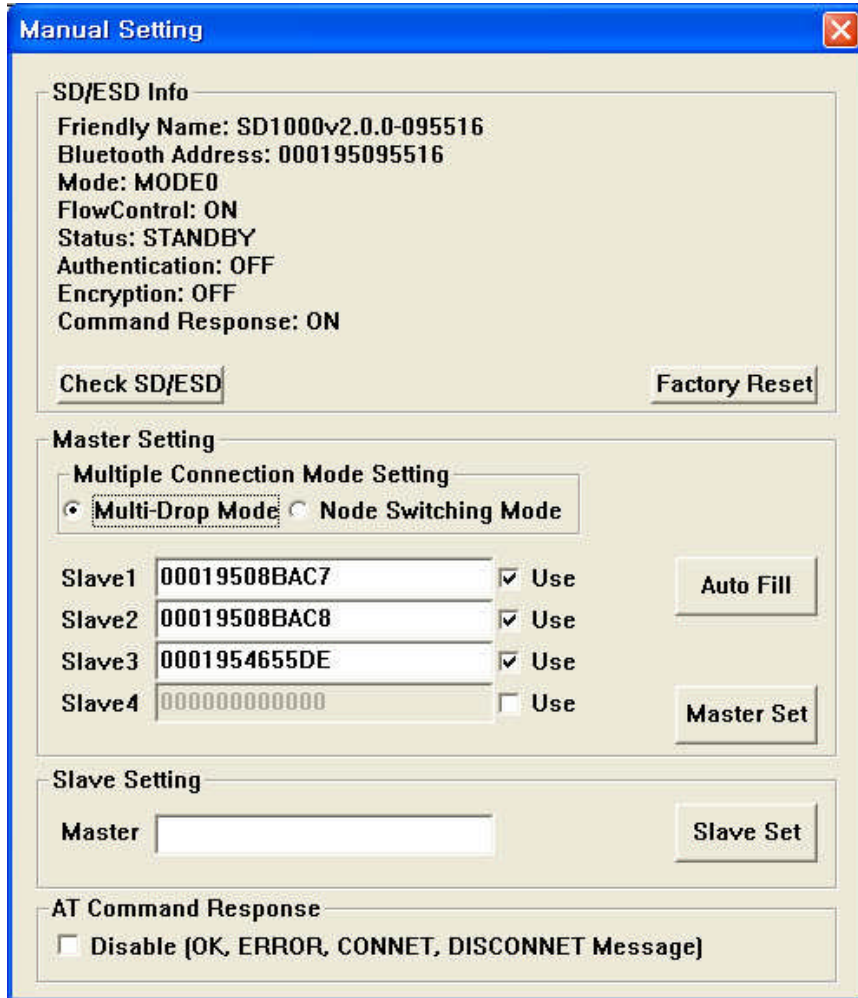 Manual Setting
SD/ESD Info
Friendly Name: SD1000v2.0.0-095516
Bluetooth Address: 000195095516
Mode: MODE0
FlowControl: ON
Status: STANDBY
Authentication: OFF
Encryption: OFF
Command Response: ON
Check SD/ESD Factory Reset
Master Setting
Multiple Connection Mode Setting
Multi-Drop Mode Node Switching Mode
Slave1 00019508BAC7 Use Auto Fill
Slave2 00019508BAC8 Use
Slave3 0001954655DE Use
Slave4 000000000000 Use Master Set
Slave Setting
Master Slave Set
AT Command Response
Disable (OK, ERROR, CONNET, DISCONNET Message)